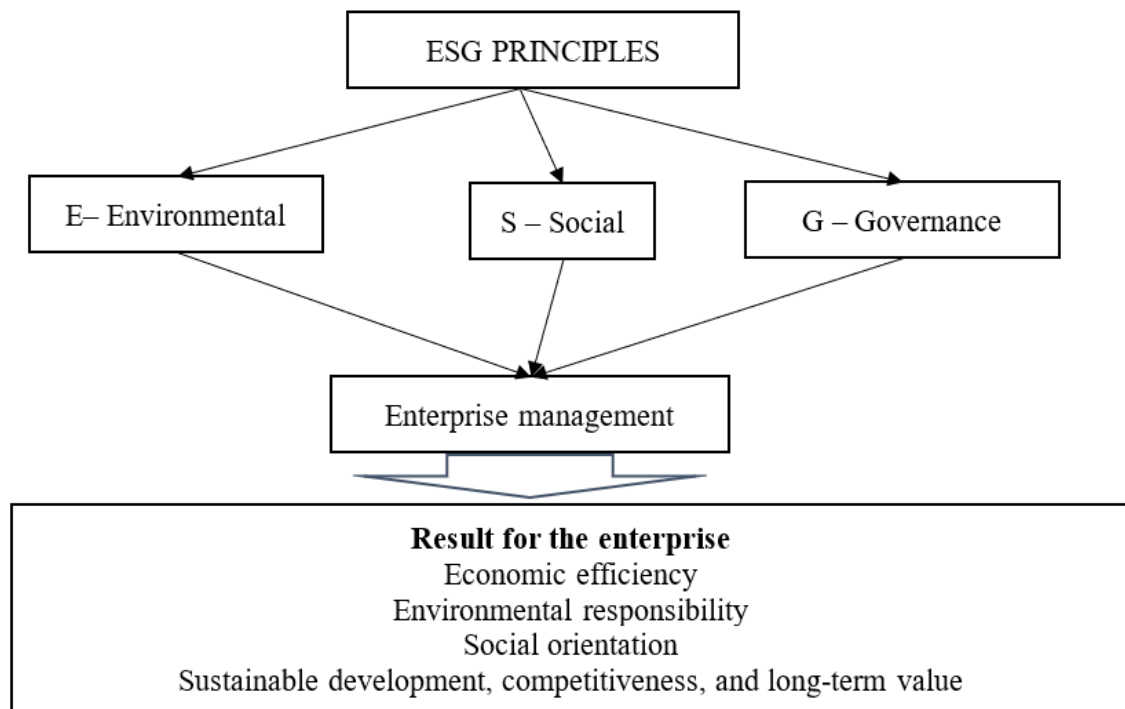 ESG PRINCIPLES
E– Environmental
S – Social
G – Governance
Enterprise management
Result for the enterprise
Economic efficiency
Environmental responsibility
Social orientation
Sustainable development, competitiveness, and long-term value